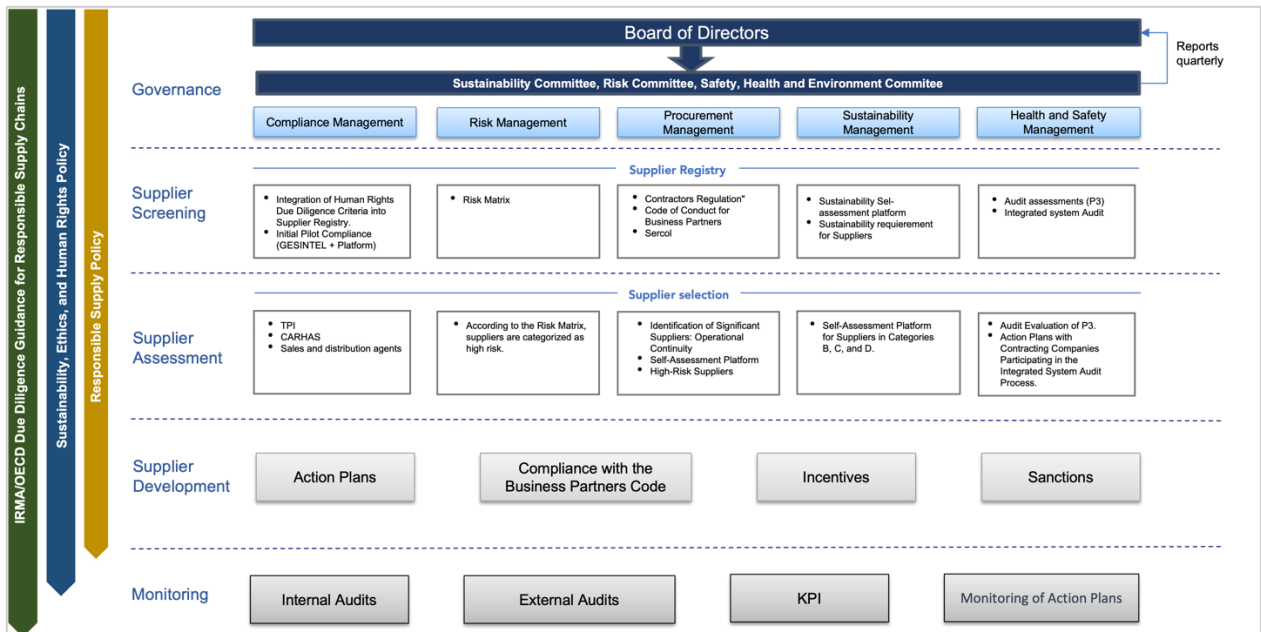 IRMA/OECD Due Diligence Guidance for Responsible Supply Chains
Sustainability, Ethics, and Human Rights Policy
Responsible Supply Policy
Board of Directors
Reports
quarterly
Governance
Sustainability Committee, Risk Committee, Safety, Health and Environment Commitee
Compliance Management
Risk Management
Procurement
Management
Sustainability
Management
Health and Safety
Management
Supplier
Screening
Supplier Registry
• Integration of Human Rights
Due Diligence Criteria into
Supplier Registry.
• Initial Pilot Compliance
(GESINTEL + Platform)
• Risk Matrix
• Contractors Regulation"
• Code of Conduct for
Business Partners
• Sercol
• Sustainability Sel-
assessment platform
• Sustainability requierement
for Suppliers
• Audit assessments (P3)
• Integrated system Audit
Supplier
Assessment
Supplier selection
• TPI
• CARHAS
• Sales and distribution agents
• According to the Risk Matrix,
suppliers are categorized as
high risk.
• Identification of Significant
Suppliers: Operational
Continuity
• Self-Assessment Platform
• High-Risk Suppliers
• Self-Assessment Platform
for Suppliers in Categories
B, C, and D.
• Audit Evaluation of P3.
• Action Plans with
Contracting Companies
Participating in the
Integrated System Audit
Process.
Supplier
Development
Action Plans
Compliance with the
Business Partners Code
Incentives
Sanctions
Monitoring
Internal Audits
External Audits
KPI
Monitoring of Action Plans